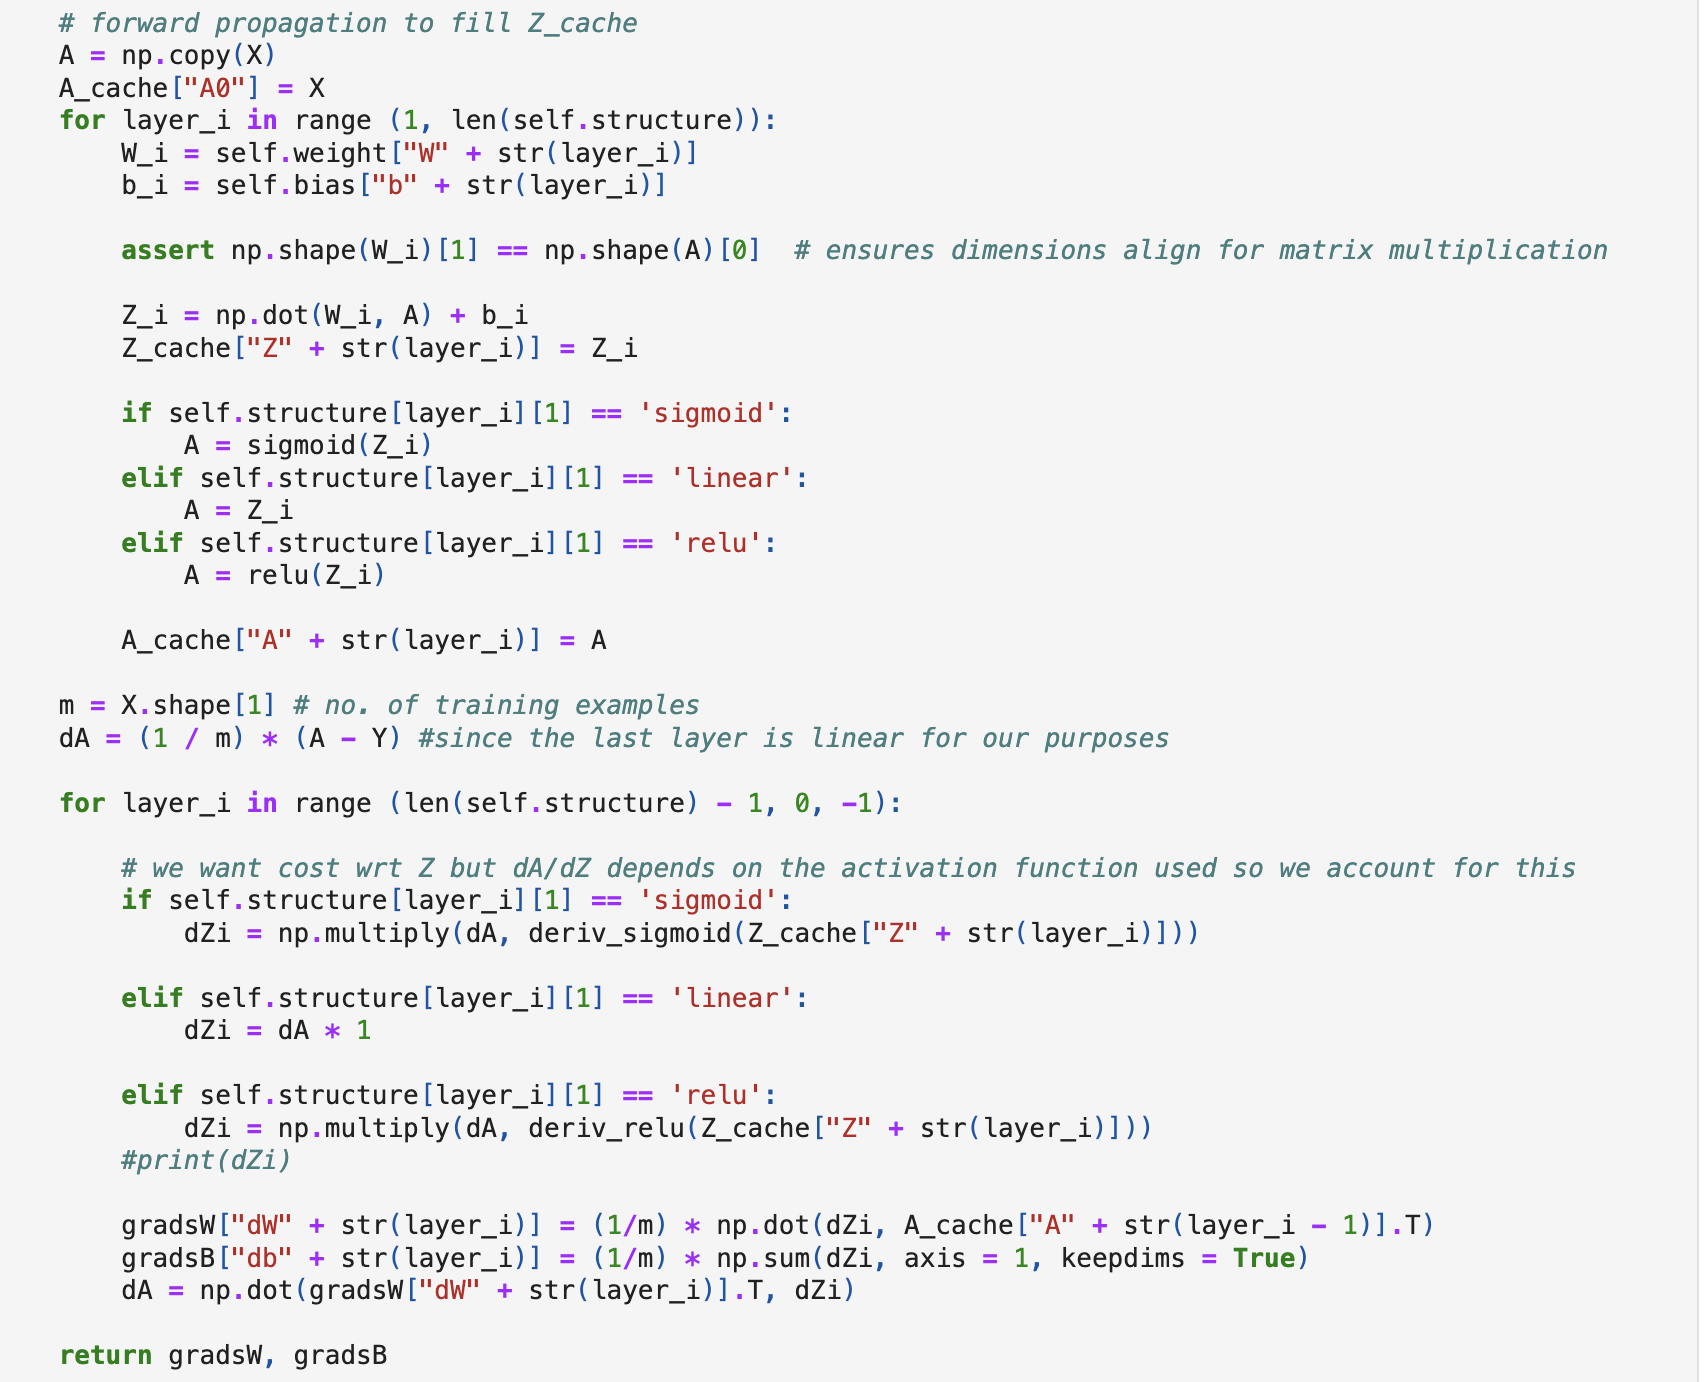 # forward propagation to fill Z_cache
A = np.copy(X)
A_cache["A0"] = X
for layer_i in range (1, len(self.structure)):
    W_i = self.weight["W" + str(layer_i)]
    b_i = self.bias["b" + str(layer_i)]

    assert np.shape(W_i)[1] == np.shape(A)[0]  # ensures dimensions align for matrix multiplication

    Z_i = np.dot(W_i, A) + b_i
    Z_cache["Z" + str(layer_i)] = Z_i

    if self.structure[layer_i][1] == 'sigmoid':
        A = sigmoid(Z_i)
    elif self.structure[layer_i][1] == 'linear':
        A = Z_i
    elif self.structure[layer_i][1] == 'relu':
        A = relu(Z_i)

    A_cache["A" + str(layer_i)] = A

m = X.shape[1] # no. of training examples
dA = (1 / m) * (A - Y) #since the last layer is linear for our purposes

for layer_i in range (len(self.structure) - 1, 0, -1):

    # we want cost wrt Z but dA/dZ depends on the activation function used so we account for this
    if self.structure[layer_i][1] == 'sigmoid':
        dZi = np.multiply(dA, deriv_sigmoid(Z_cache["Z" + str(layer_i)]))

    elif self.structure[layer_i][1] == 'linear':
        dZi = dA * 1

    elif self.structure[layer_i][1] == 'relu':
        dZi = np.multiply(dA, deriv_relu(Z_cache["Z" + str(layer_i)]))
    #print(dZi)

    gradsW["dW" + str(layer_i)] = (1/m) * np.dot(dZi, A_cache["A" + str(layer_i - 1)].T)
    gradsB["db" + str(layer_i)] = (1/m) * np.sum(dZi, axis = 1, keepdims = True)
    dA = np.dot(gradsW["dW" + str(layer_i)].T, dZi)

return gradsW, gradsB